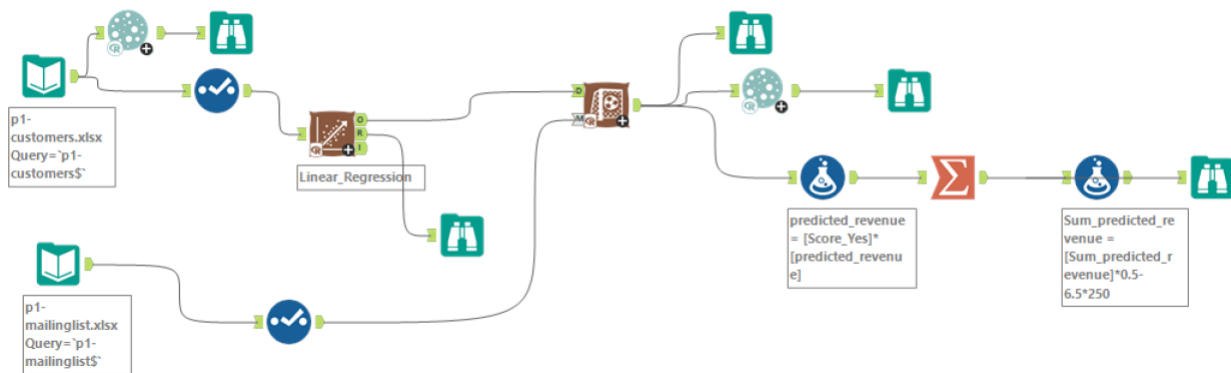 p1-
customers.xlsx
Query=`p1-
customers$`
O
R
I
Linear_Regression
D
M
predicted_revenue
= [Score_Yes]*
[predicted_revenu
e]
Sum_predicted_re
venue =
[Sum_predicted_r
evenue]*0.5-
6.5*250
p1-
mailinglist.xlsx
Query=`p1-
mailinglist$`